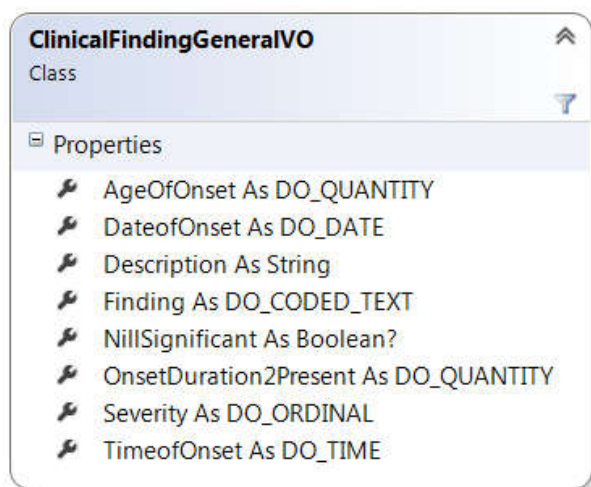 ClinicalFindingGeneralVO
Class
Properties
AgeOfOnset As DO_QUANTITY
DateofOnset As DO_DATE
Description As String
Finding As DO_CODED_TEXT
NillSignificant As Boolean?
OnsetDuration2Present As DO_QUANTITY
Severity As DO_ORDINAL
TimeofOnset As DO_TIME